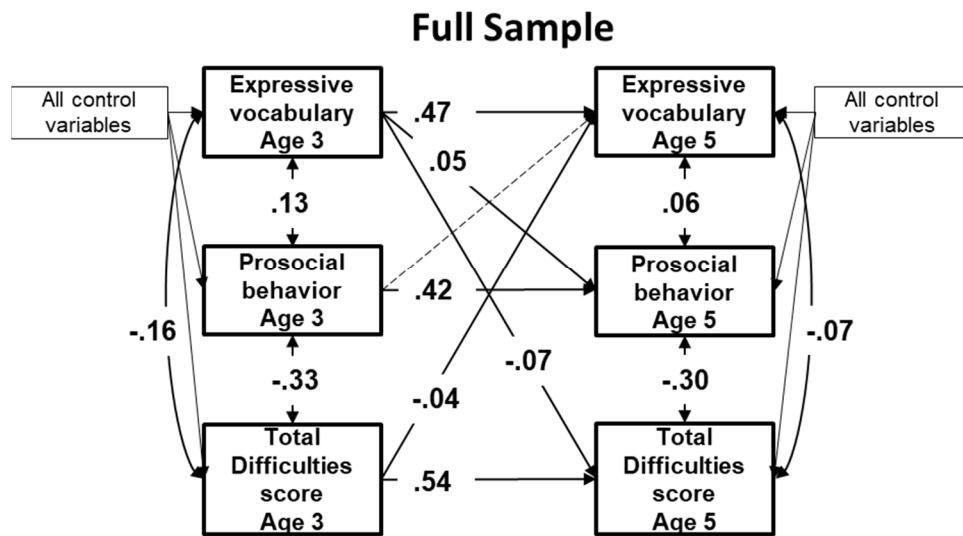 Full Sample
All control
variables
Expressive
vocabulary
Age 3
.47
Expressive
vocabulary
Age 5
All control
variables
.05
.13
.06
Prosocial
behavior
Age 3
.42
Prosocial
behavior
Age 5
-.16
-.07
-.07
-.33
-.04
-.30
Total
Difficulties
score
Age 3
.54
Total
Difficulties
score
Age 5